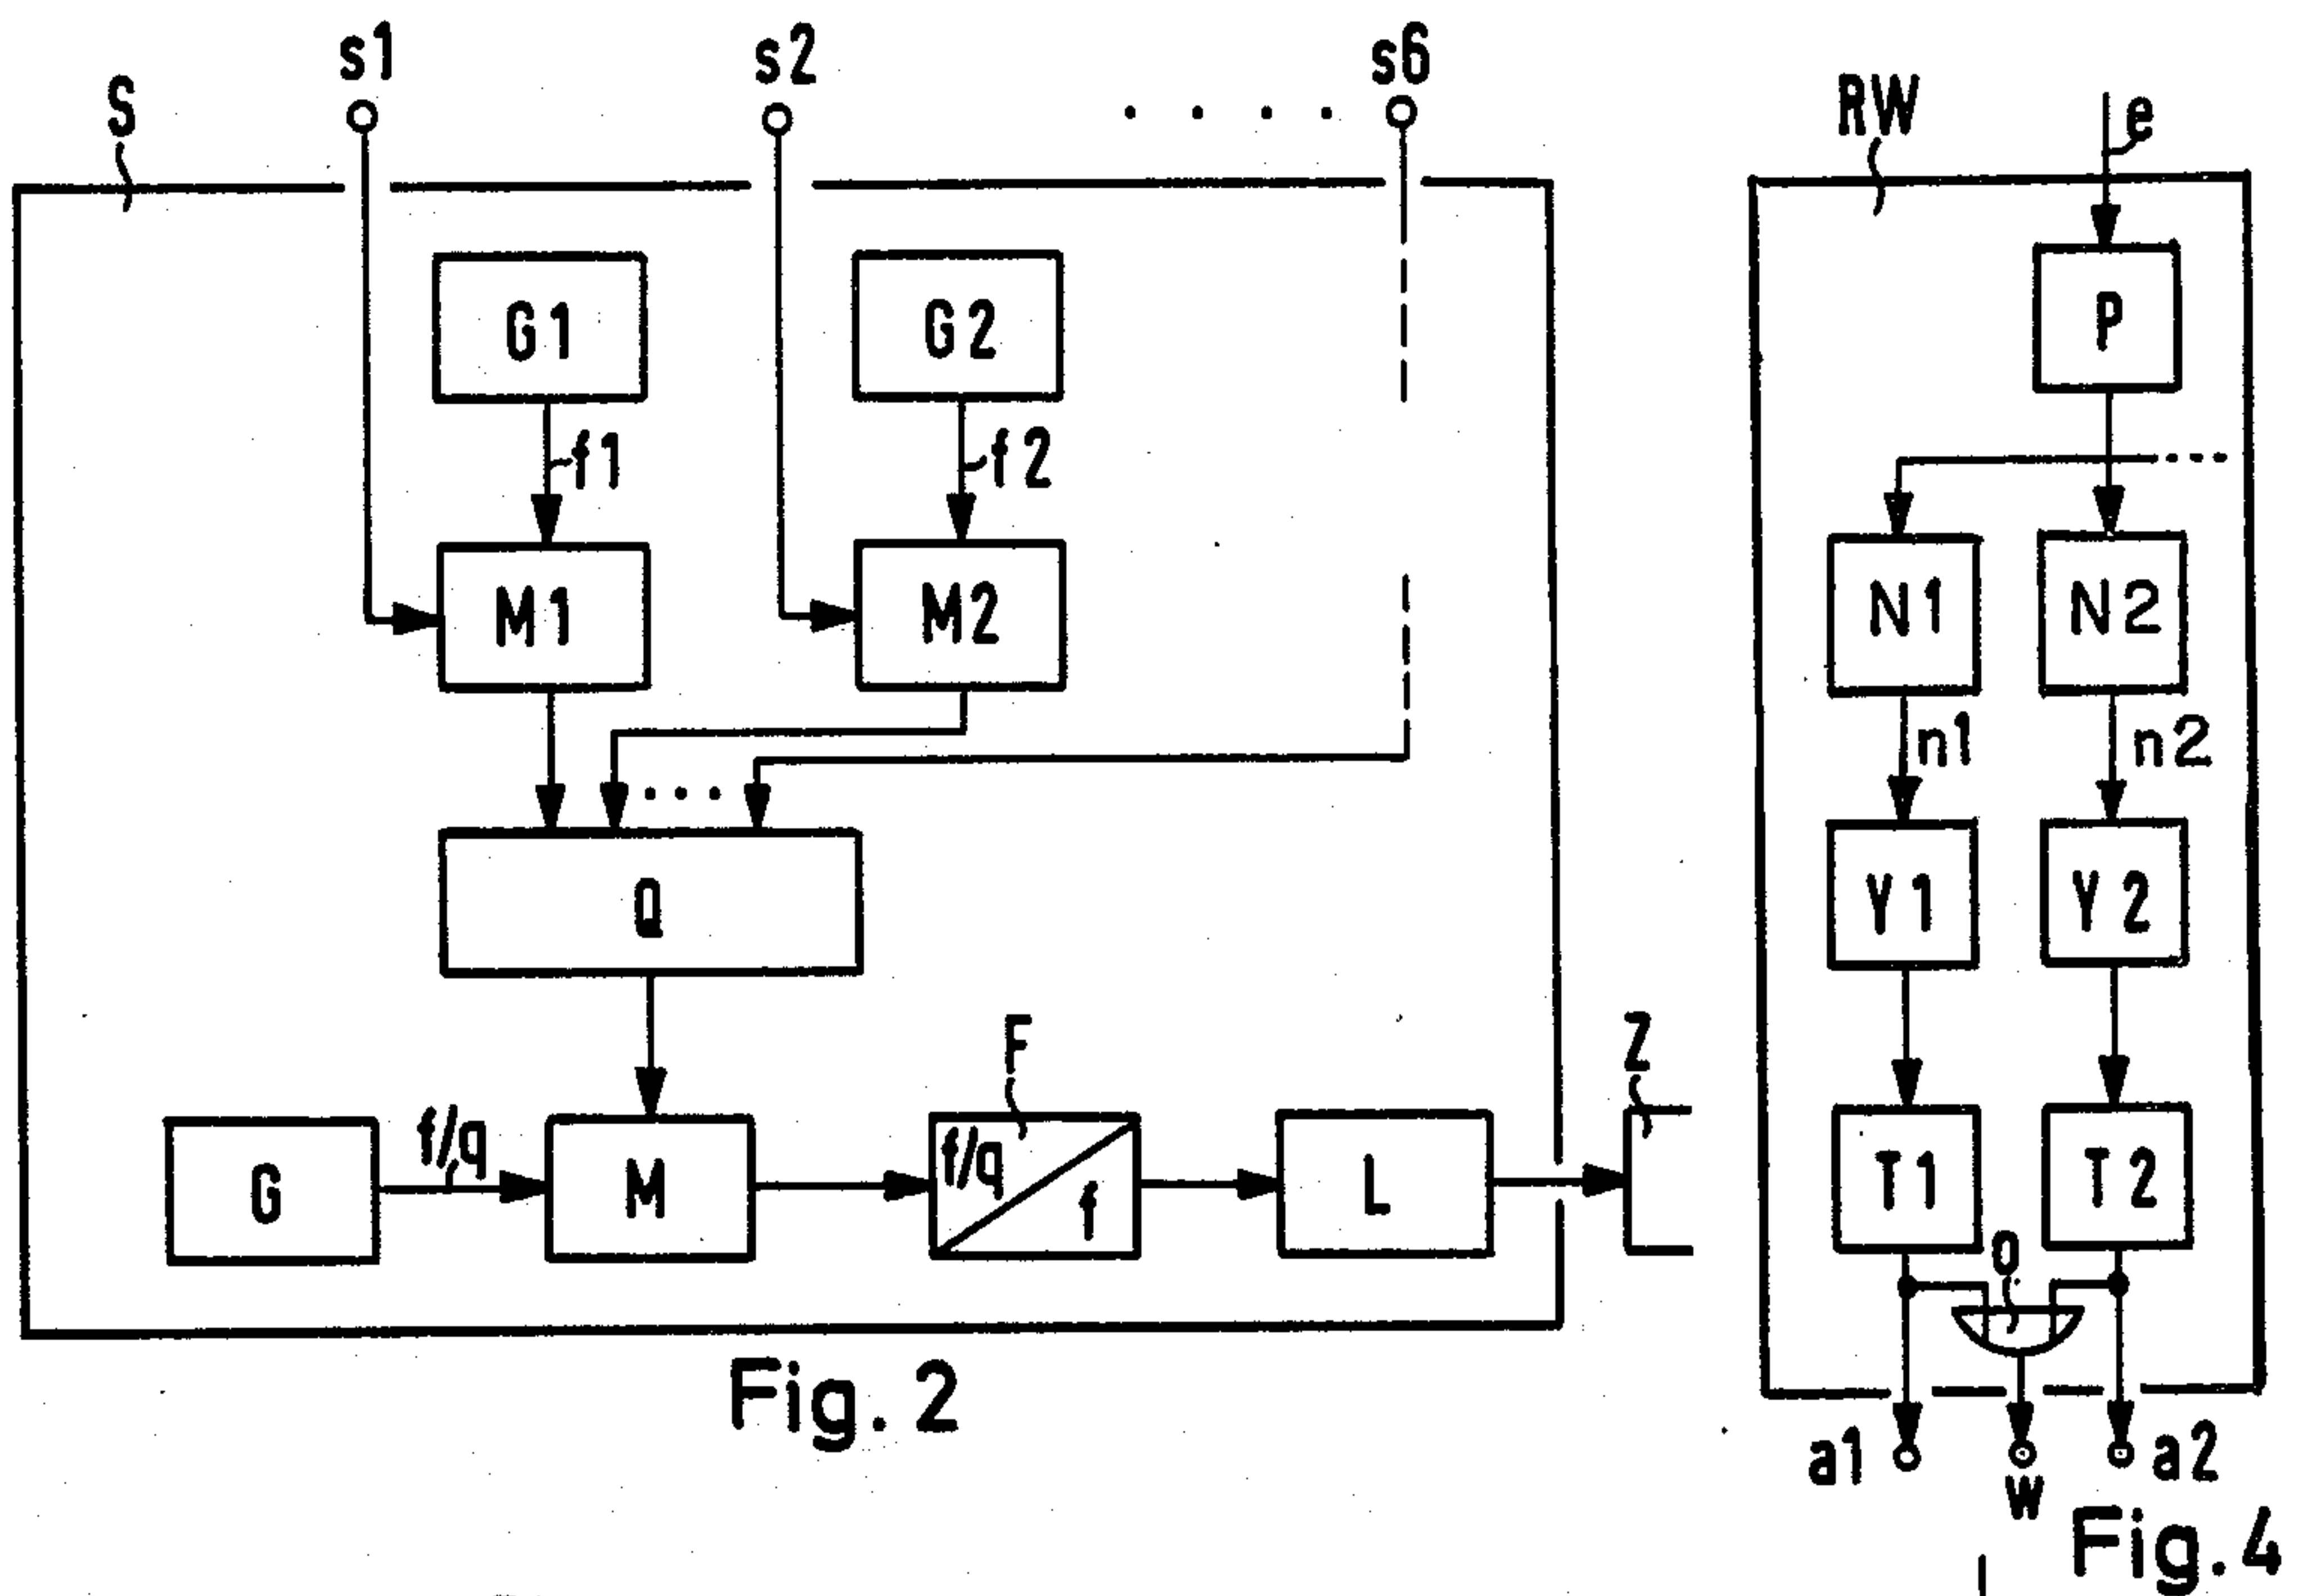 S
s1
s2
. . . .
s6
G1
G2
f1
f2
M1
M2
. . .
Q
G
f/q
M
F
f/q
f
L
Z
Fig. 2
RW
e
P
. . .
N1
N2
n1
n2
Y1
Y2
T1
T2
O
a1
w
a2
Fig. 4